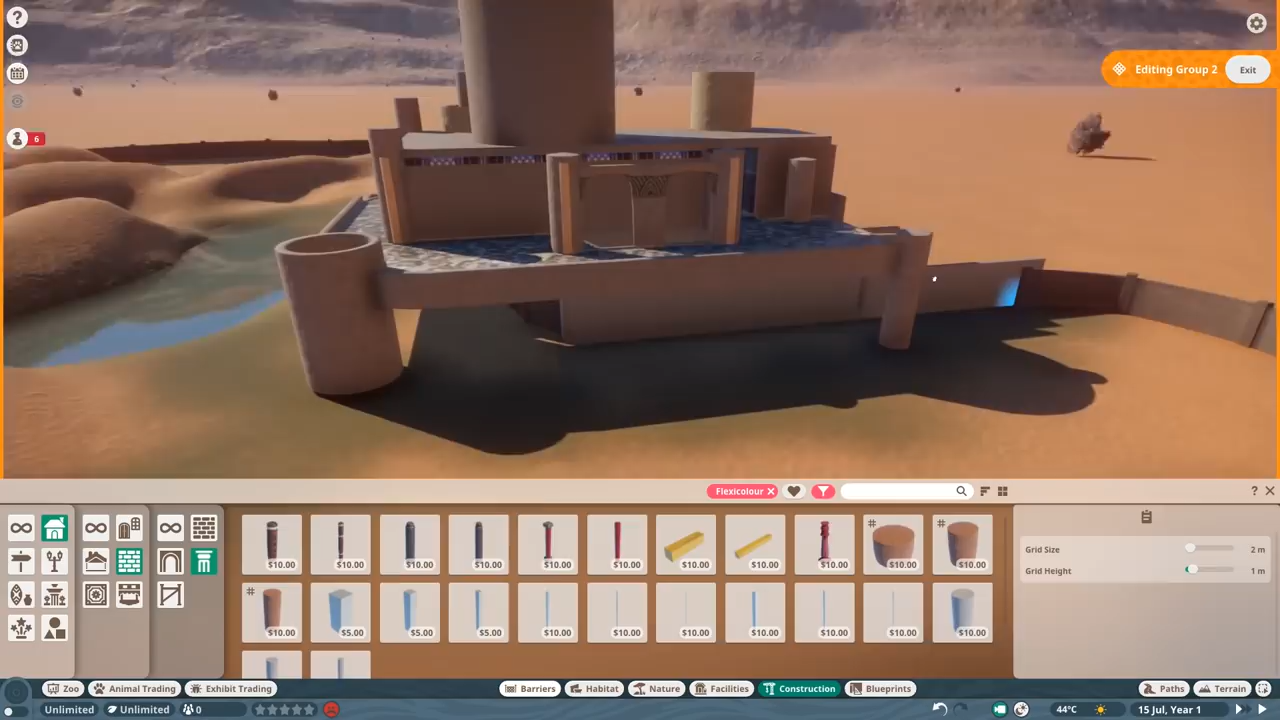 ?
Editing Group 2
Exit
6
Flexicolour
?
$10.00 $10.00 $10.00 $10.00 $10.00 $10.00 $10.00 $10.00 $10.00 $10.00 $10.00
$10.00 $5.00 $5.00 $5.00 $10.00 $10.00 $10.00 $10.00 $10.00 $10.00 $10.00
Grid Size 2 m
Grid Height 1 m
Zoo Animal Trading Exhibit Trading Barriers Habitat Nature Facilities Construction Blueprints Paths Terrain
Unlimited Unlimited 0 44°C 15 Jul, Year 1